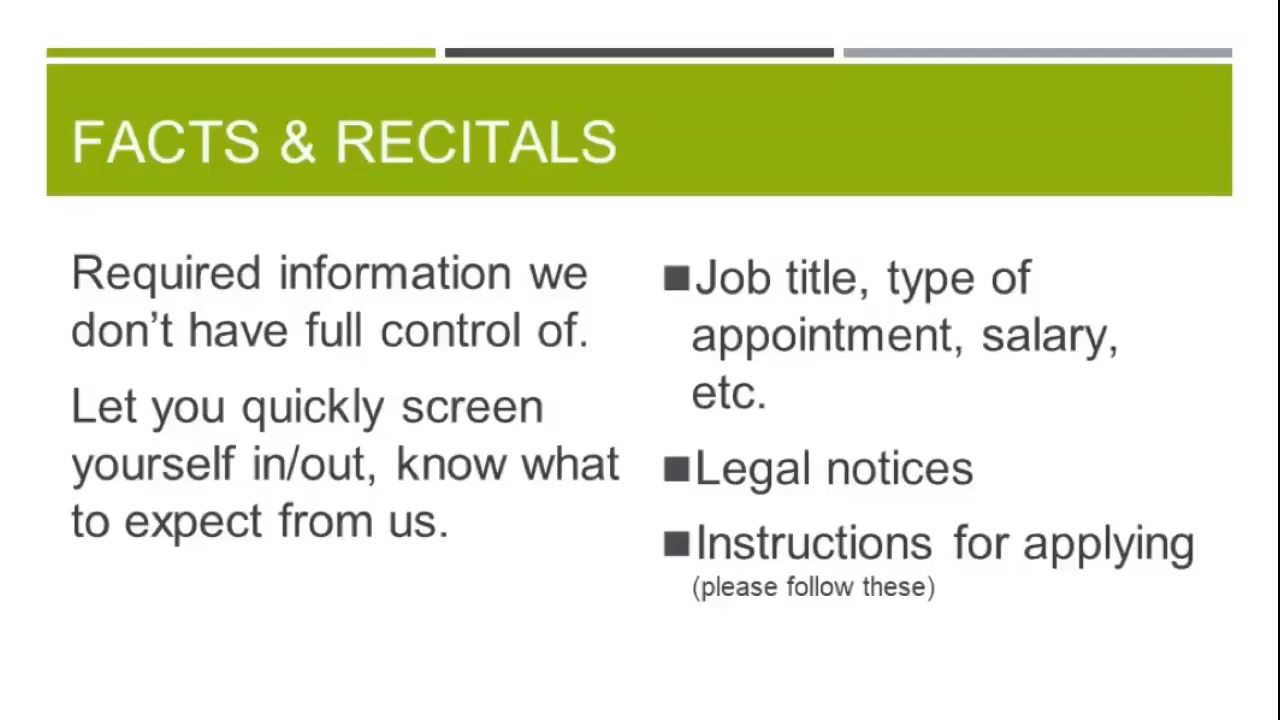 FACTS & RECITALS
Required information we
don’t have full control of.
Let you quickly screen
yourself in/out, know what
to expect from us.
■Job title, type of
appointment, salary,
etc.
■Legal notices
■Instructions for applying
(please follow these)